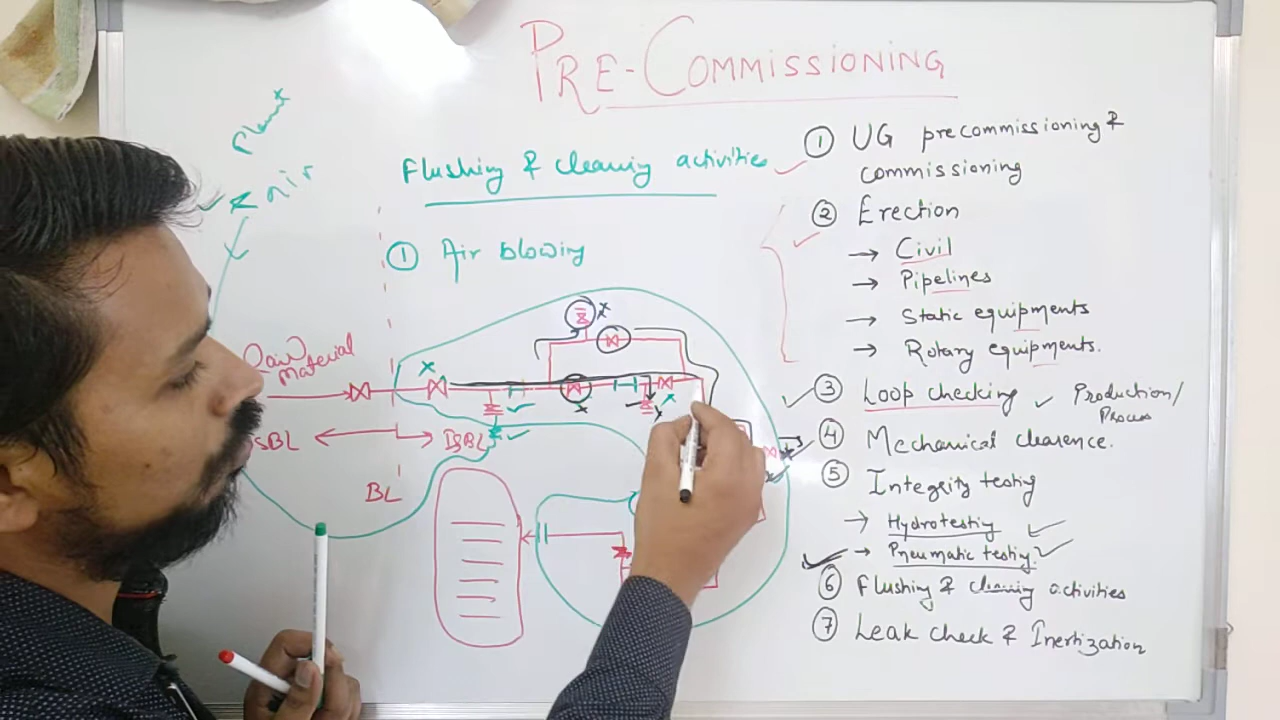 PRE-COMMISSIONING
Plant
air
Flushing & cleaning activities
① Air blowing
Raw
Material
BL
① UG precommissioning &
commissioning
② Erection
→ Civil
→ Pipelines
→ Static equipments
→ Rotary equipments.
③ Loop checking
Production/
Process
④ Mechanical clearence.
⑤ Integrity testing
→ Hydrotesting
→ Pneumatic testing
⑥ Flushing & cleaning activities
⑦ Leak check & Inertization